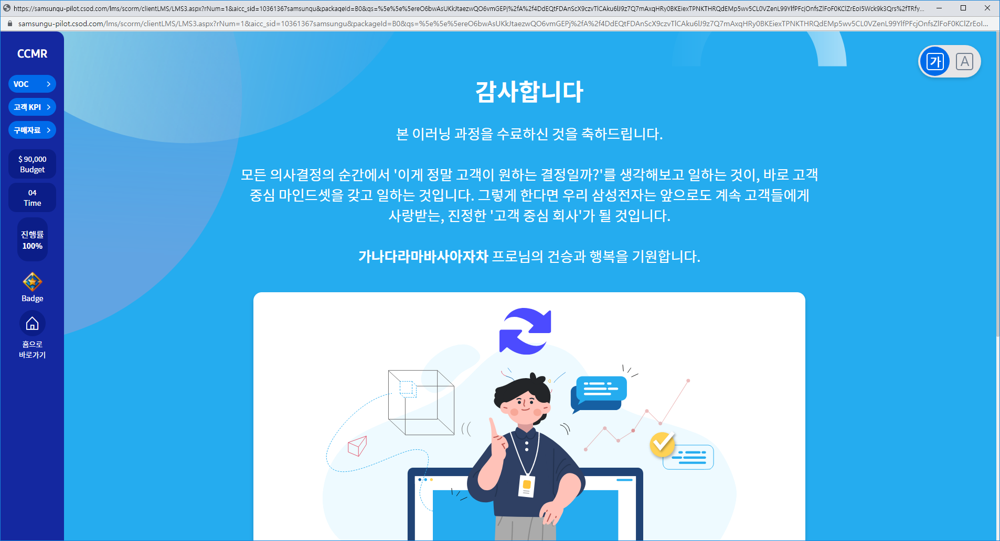 https://samsungu-pilot.csod.com/lms/scorm/clientLMS/LMS3.aspx?rNum=1&aicc_sid=10361367samsungu&packageId=B0&qs=%5e%5e%5ereO6bwAsUKkJtaezwQO6vmGEPj%2fA%2f4DdEQtFDAnScX9czvTlCAku6lJ9z7Q7mAxqHRy0BKEiexTPNKTHRQdEMp5wv5CL0VZenL99YlfPFcjOnfsZlFoF0KClZrEoI5Wck9k3Qrs%2fTRfy...
samsungu-pilot.csod.com/lms/scorm/clientLMS/LMS3.aspx?rNum=1&aicc_sid=10361367samsungu&packageId=B0&qs=%5e%5e%5ereO6bwAsUKkJtaezwQO6vmGEPj%2fA%2f4DdEQtFDAnScX9czvTlCAku6lJ9z7Q7mAxqHRy0BKEiexTPNKTHRQdEMp5wv5CL0VZenL99YlfPFcjOnfsZlFoF0KClZrEoI...
CCMR
VOC
고객 KPI
구매자료
$ 90,000
Budget
04
Time
진행률
100%
Badge
홈으로
바로가기
가 A
감사합니다
본 이러닝 과정을 수료하신 것을 축하드립니다.
모든 의사결정의 순간에서 '이게 정말 고객이 원하는 결정일까?'를 생각해보고 일하는 것이, 바로 고객
중심 마인드셋을 갖고 일하는 것입니다. 그렇게 한다면 우리 삼성전자는 앞으로도 계속 고객들에게
사랑받는, 진정한 '고객 중심 회사'가 될 것입니다.
가나다라마바사아자차 프로님의 건승과 행복을 기원합니다.